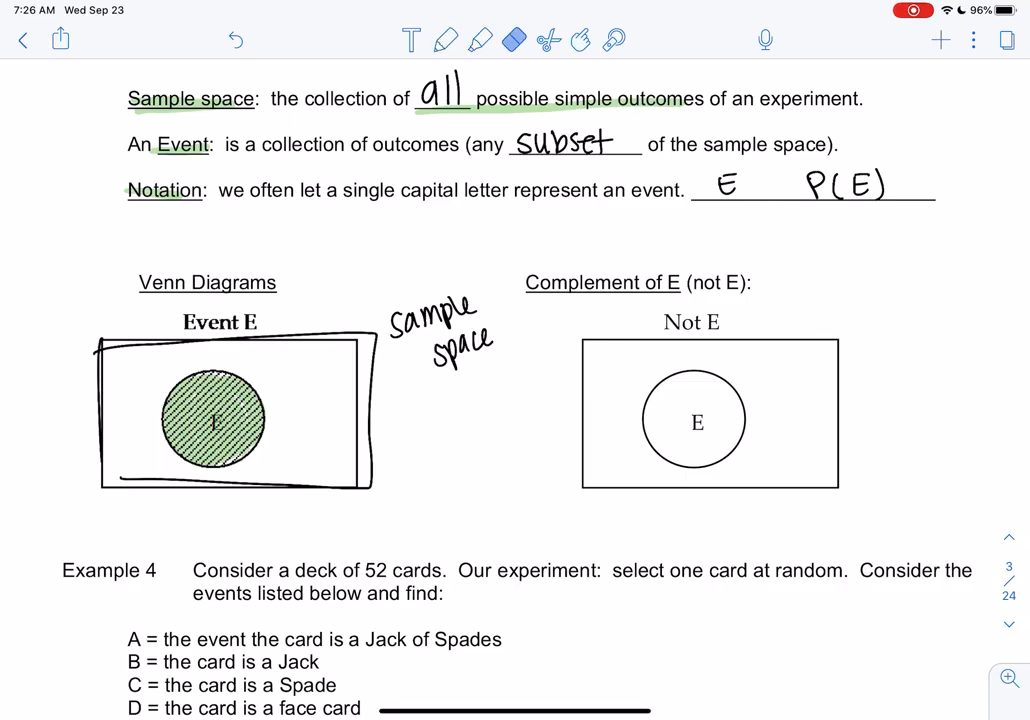 7:26 AM Wed Sep 23
96%
Sample space: the collection of all possible simple outcomes of an experiment.
An Event: is a collection of outcomes (any subset of the sample space).
Notation: we often let a single capital letter represent an event. E P(E)
Venn Diagrams
Complement of E (not E):
Event E
sample
space
Not E
E
E
3
/
24
Example 4 Consider a deck of 52 cards. Our experiment: select one card at random. Consider the
events listed below and find:
A = the event the card is a Jack of Spades
B = the card is a Jack
C = the card is a Spade
D = the card is a face card